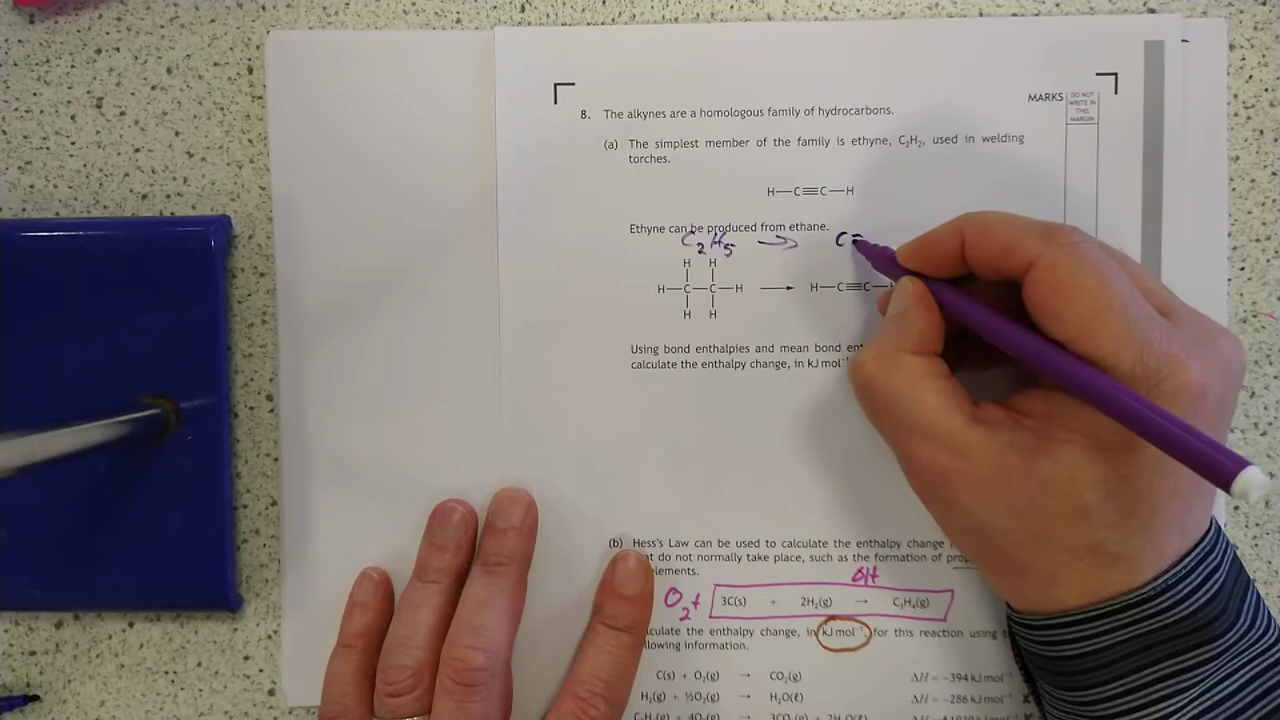 MARKS
DO NOT
WRITE IN
THIS
MARGIN
8. The alkynes are a homologous family of hydrocarbons.
(a) The simplest member of the family is ethyne, C₂H₂, used in welding
torches.
H—C≡C—H
Ethyne can be produced from ethane.
C₂H₅ → C
H H
H—C—C—H → H—C≡C—H
H H
Using bond enthalpies and mean bond
calculate the enthalpy change, in kJ mol⁻¹
(b) Hess's Law can be used to calculate the enthalpy change
do not normally take place, such as the formation of
ΔH
O₂+ 3C(s) + 2H₂(g) → C₃H₄(g)
the enthalpy change, in kJ mol⁻¹, for this reaction using
information.
C(s) + O₂(g) → CO₂(g) ΔH = −394 kJ mol⁻¹
H₂(g) + ½O₂(g) → H₂O(ℓ) ΔH = −286 kJ mol⁻¹